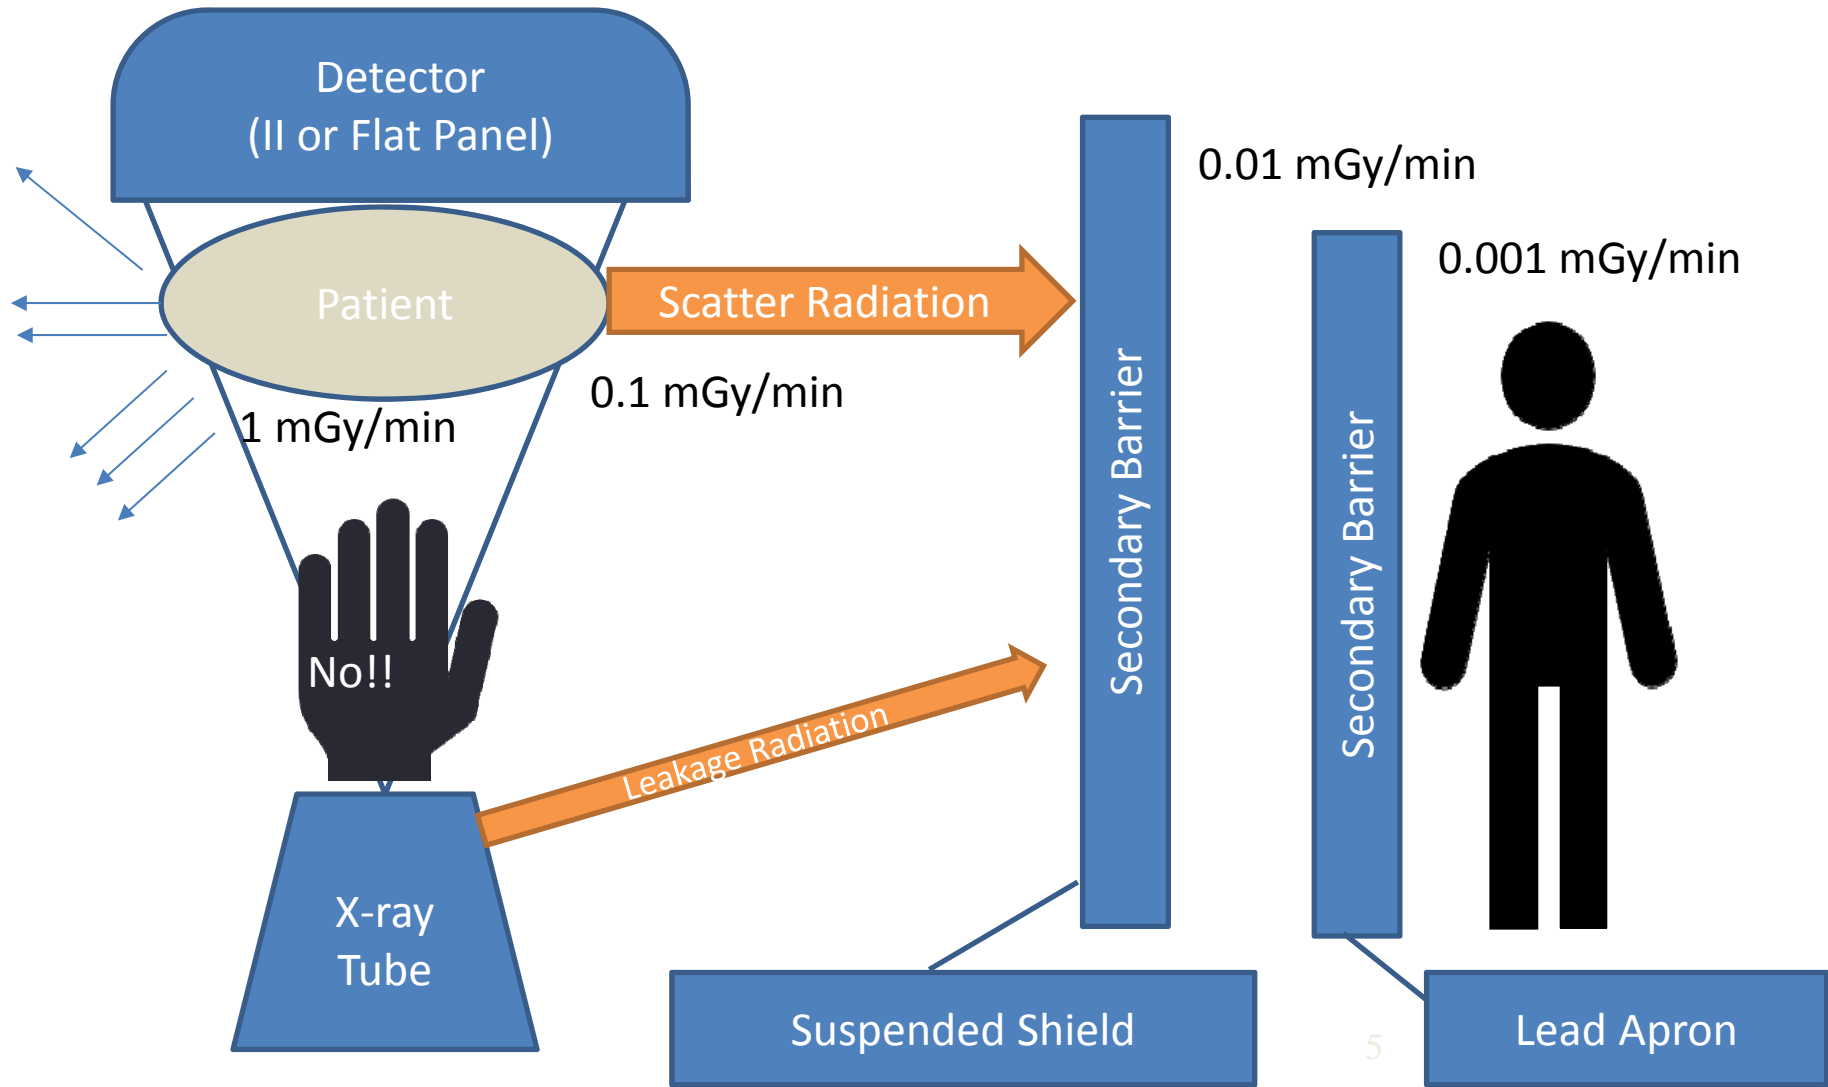 Detector
(II or Flat Panel)
0.01 mGy/min
0.001 mGy/min
Patient
Scatter Radiation
0.1 mGy/min
1 mGy/min
Secondary Barrier
Secondary Barrier
No!!
Leakage Radiation
X-ray
Tube
Suspended Shield
5
Lead Apron